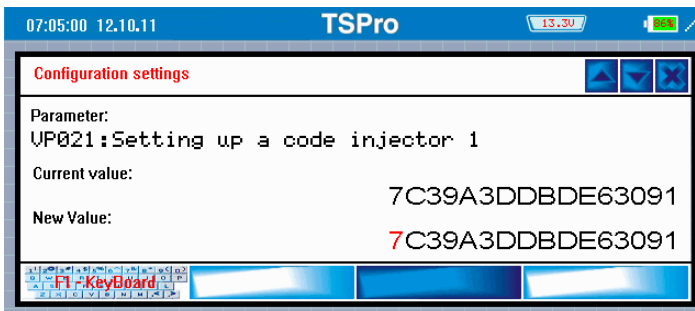 07:05:00 12.10.11 TSPro 13.3V 86%
Configuration settings
Parameter:
VP021:Setting up a code injector 1
Current value:
7C39A3DDBDE63091
New Value:
7C39A3DDBDE63091
F1 - KeyBoard